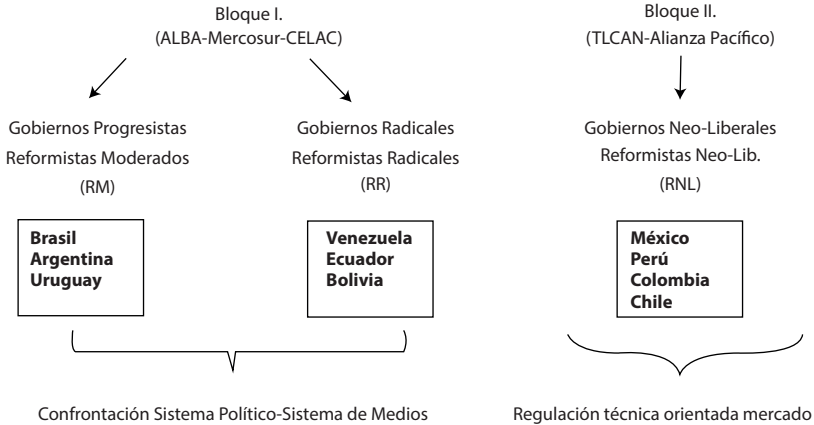 Bloque I.
(ALBA-Mercosur-CELAC)
Bloque II.
(TLCAN-Alianza Pacífico)
Gobiernos Progresistas
Reformistas Moderados
(RM)
Gobiernos Radicales
Reformistas Radicales
(RR)
Gobiernos Neo-Liberales
Reformistas Neo-Lib.
(RNL)
Brasil
Argentina
Uruguay
Venezuela
Ecuador
Bolivia
México
Perú
Colombia
Chile
Confrontación Sistema Político-Sistema de Medios
Regulación técnica orientada mercado